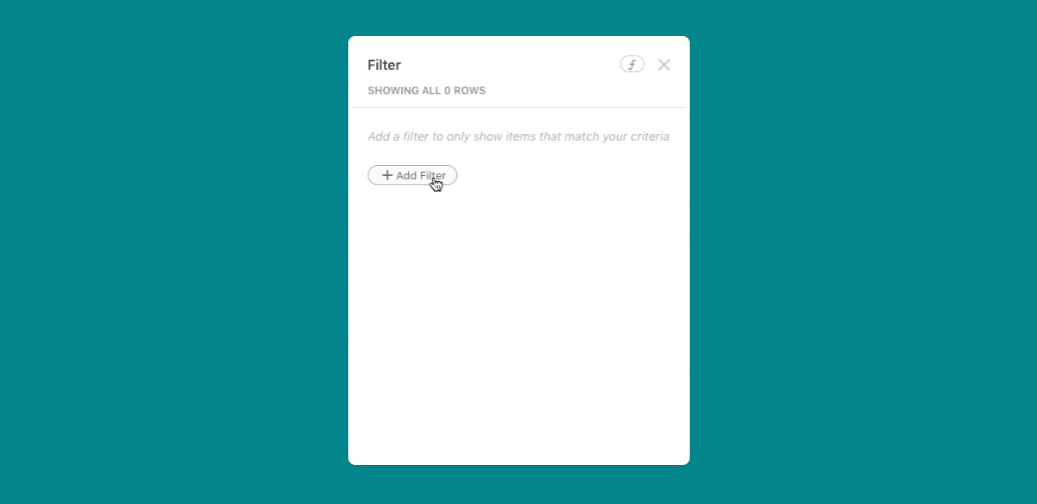 Filter
ƒ
SHOWING ALL 0 ROWS
Add a filter to only show items that match your criteria
+ Add Filter